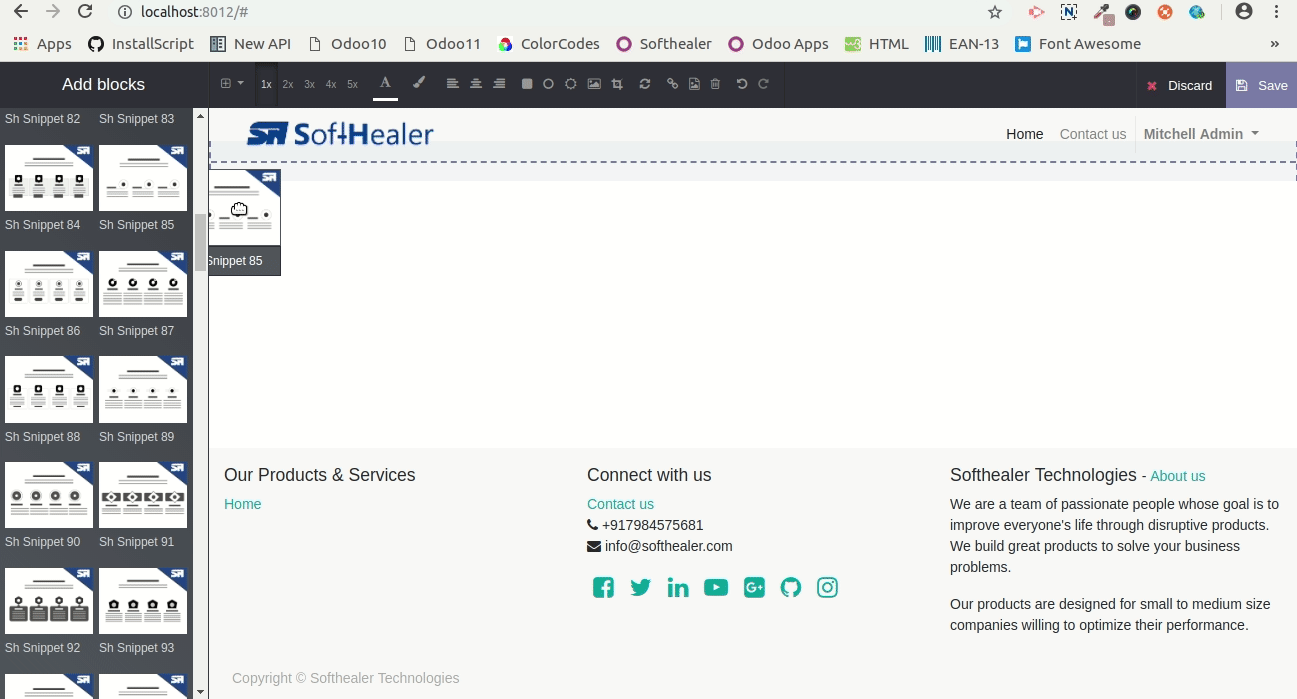 localhost:8012/#
Apps InstallScript New API Odoo10 Odoo11 ColorCodes Softhealer Odoo Apps HTML EAN-13 Font Awesome »
Add blocks
1x 2x 3x 4x 5x A Discard Save
Sh Snippet 82 Sh Snippet 83
Sh Snippet 84 Sh Snippet 85
Sh Snippet 86 Sh Snippet 87
Sh Snippet 88 Sh Snippet 89
Sh Snippet 90 Sh Snippet 91
Sh Snippet 92 Sh Snippet 93
SoftHealer
Home Contact us Mitchell Admin
Snippet 85
Our Products & Services
Home
Connect with us
Contact us
+917984575681
info@softhealer.com
Softhealer Technologies - About us
We are a team of passionate people whose goal is to
improve everyone's life through disruptive products.
We build great products to solve your business
problems.
Our products are designed for small to medium size
companies willing to optimize their performance.
Copyright © Softhealer Technologies